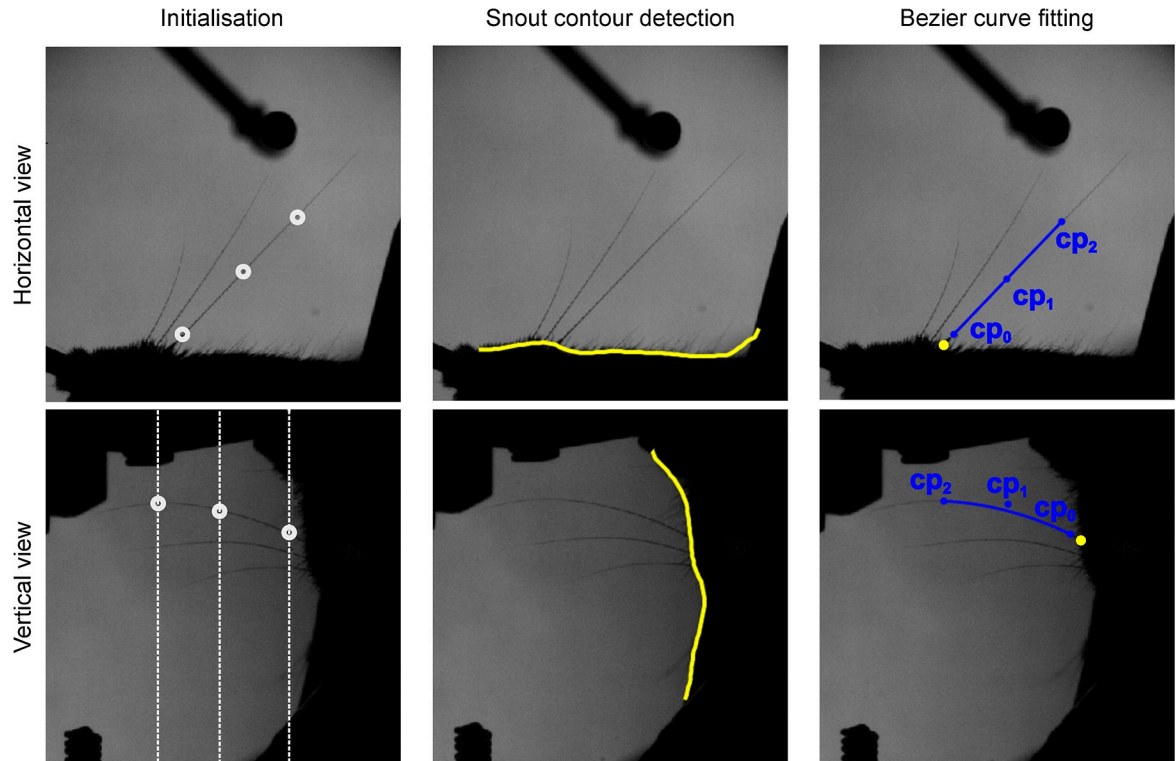 Initialisation
Snout contour detection
Bezier curve fitting
Horizontal view
cp2
cp1
cp0
Vertical view
cp2
cp1
cp0